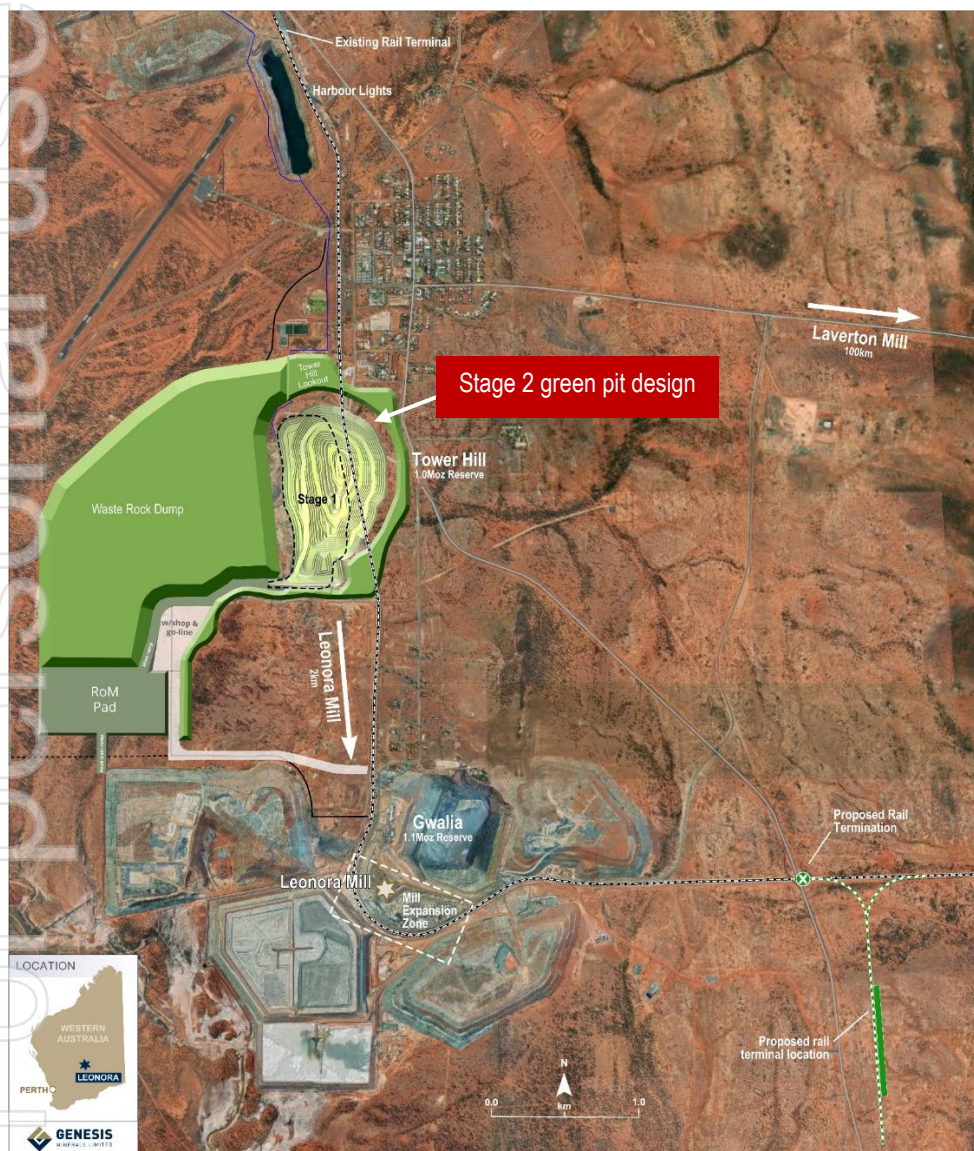 Existing Rail Terminal
Harbour Lights
Laverton Mill
100km
Tower
Hill
Lookout
Stage 2 green pit design
Tower Hill
1.0Moz Reserve
Stage 1
Waste Rock Dump
w/shop &
go-line
Leonora Mill
2km
RoM
Pad
Gwalia
1.1Moz Reserve
Proposed Rail
Termination
Leonora Mill
Mill
Expansion
Zone
LOCATION
WESTERN
AUSTRALIA
LEONORA
PERTH
Proposed rail
terminal location
N
0.0
km
1.0
GENESIS
MINERALS LIMITED